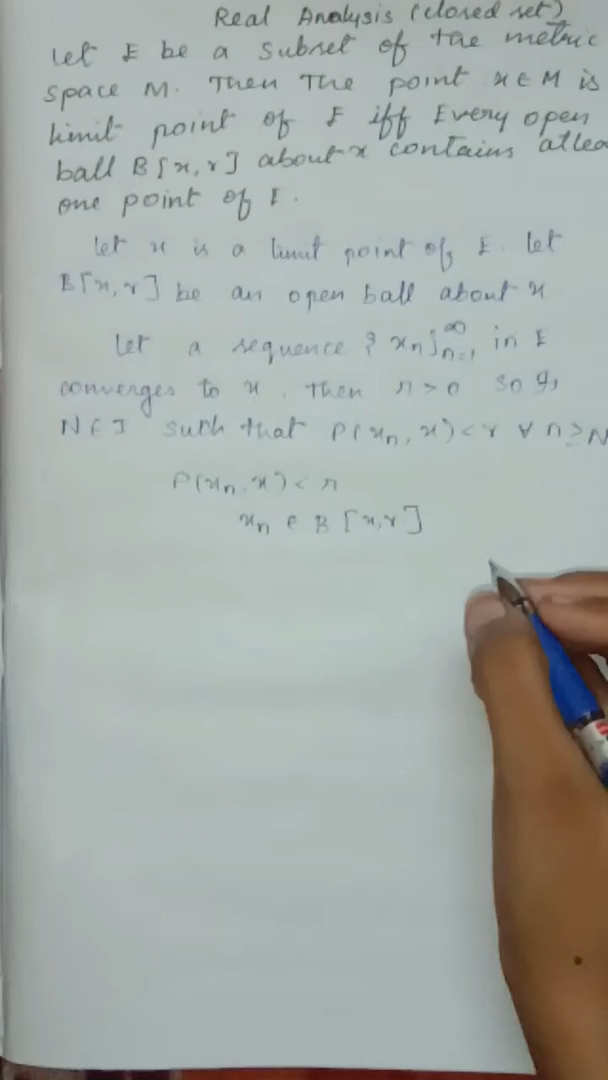 Real Analysis (closed set)
Let E be a subset of the metric
space M. Then The point x ∈ M is
limit point of E iff Every open
ball B[x, r] about x contains atlea
one point of E.
Let x is a limit point of E. Let
B[x, r] be an open ball about x
Let a sequence {xn}∞n=1 in E
converges to x. Then r > 0 so
N ∈ I such that ρ(xn, x) < r ∀ n ≥ N
ρ(xn, x) < r
xn ∈ B[x, r]